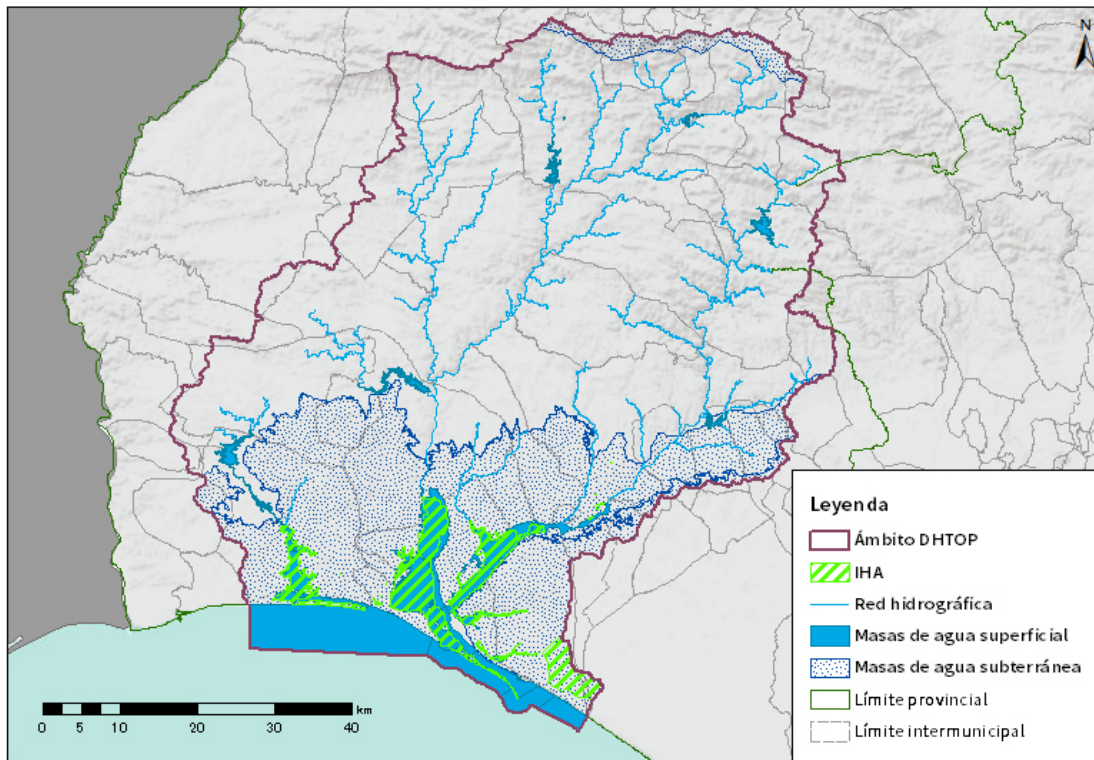 N
Leyenda
Ámbito DHTOP
IHA
Red hidrográfica
Masas de agua superficial
Masas de agua subterránea
Límite provincial
Límite intermunicipal
km
0 5 10 20 30 40